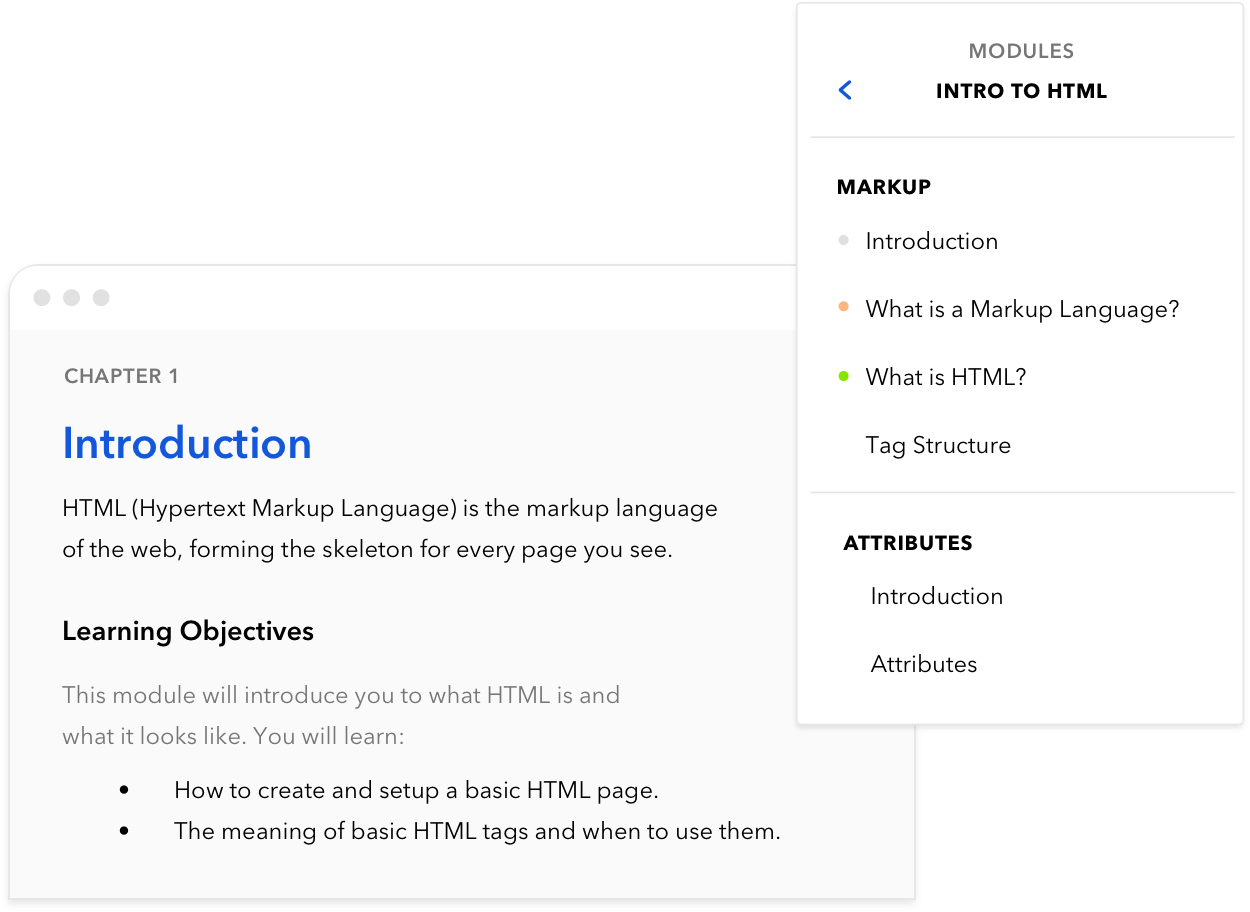 MODULES
INTRO TO HTML
MARKUP
Introduction
What is a Markup Language?
What is HTML?
Tag Structure
ATTRIBUTES
Introduction
Attributes
CHAPTER 1
Introduction
HTML (Hypertext Markup Language) is the markup language
of the web, forming the skeleton for every page you see.
Learning Objectives
This module will introduce you to what HTML is and
what it looks like. You will learn:
• How to create and setup a basic HTML page.
• The meaning of basic HTML tags and when to use them.